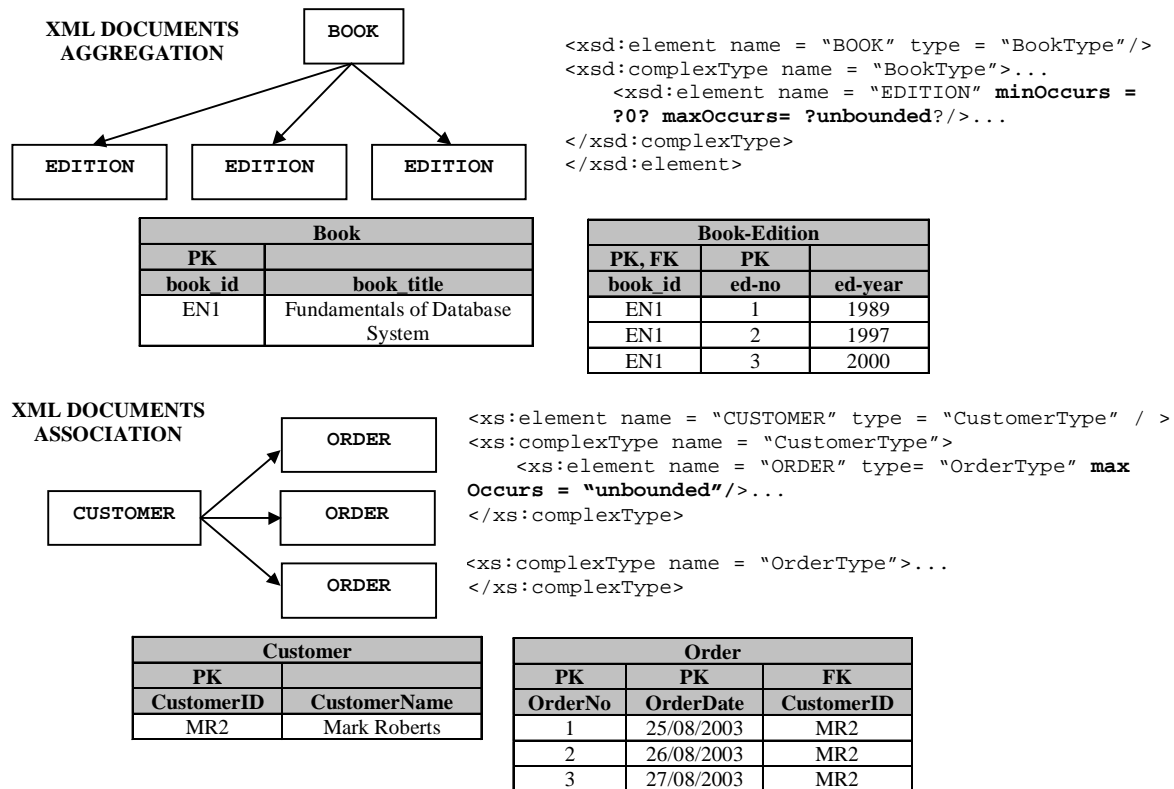 XML DOCUMENTS
AGGREGATION
BOOK
EDITION
EDITION
EDITION
<xsd:element name = “BOOK” type = “BookType”/>
<xsd:complexType name = “BookType”>...
<xsd:element name = “EDITION” minOccurs =
?0? maxOccurs= ?unbounded?/>...
</xsd:complexType>
</xsd:element>
Book
PK
book_id book_title
EN1 Fundamentals of Database
System
Book-Edition
PK, FK PK
book_id ed-no ed-year
EN1 1 1989
EN1 2 1997
EN1 3 2000
XML DOCUMENTS
ASSOCIATION
CUSTOMER
ORDER
ORDER
ORDER
<xs:element name = “CUSTOMER” type = “CustomerType” / >
<xs:complexType name = “CustomerType”>
<xs:element name = “ORDER” type= “OrderType” max
Occurs = “unbounded”/>...
</xs:complexType>
<xs:complexType name = “OrderType”>...
</xs:complexType>
Customer
PK
CustomerID CustomerName
MR2 Mark Roberts
Order
PK PK FK
OrderNo OrderDate CustomerID
1 25/08/2003 MR2
2 26/08/2003 MR2
3 27/08/2003 MR2